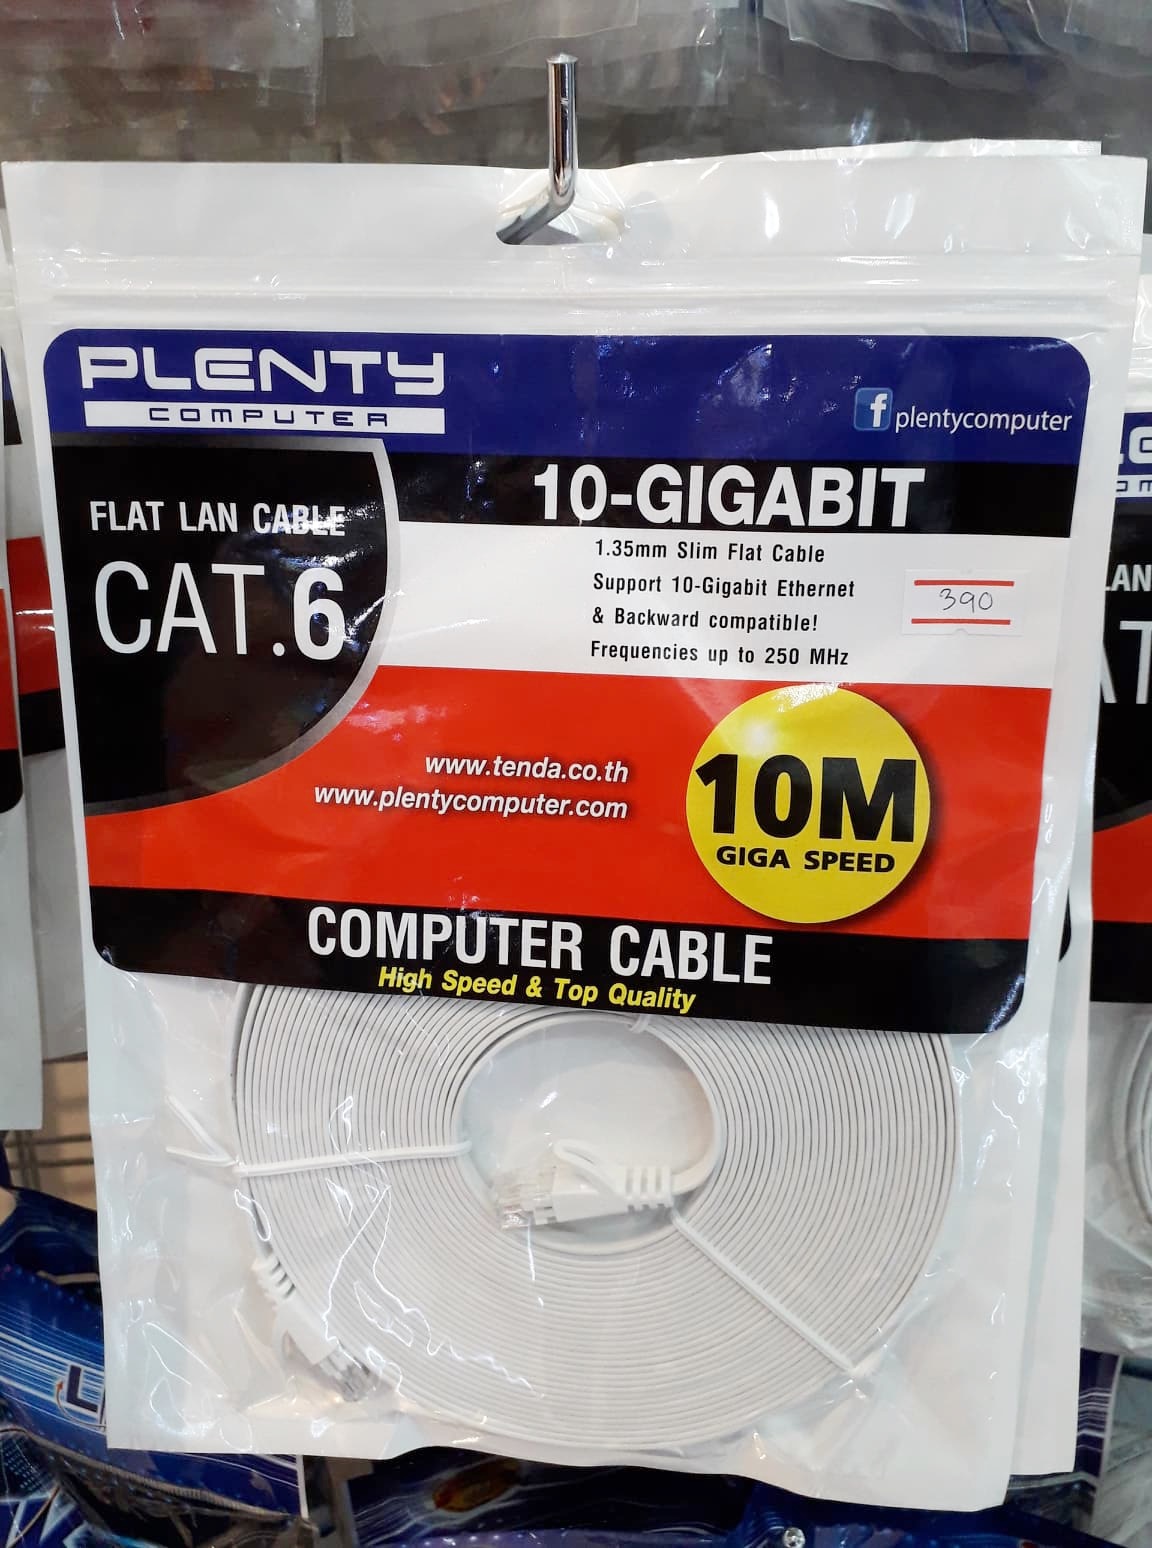 PLENTY
COMPUTER
plentycomputer
FLAT LAN CABLE
CAT.6
10-GIGABIT
1.35mm Slim Flat Cable
Support 10-Gigabit Ethernet
& Backward compatible!
Frequencies up to 250 MHz
390
www.tenda.co.th
www.plentycomputer.com
10M
GIGA SPEED
COMPUTER CABLE
High Speed & Top Quality